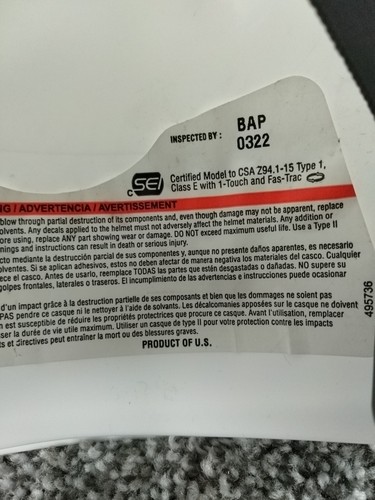 INSPECTED BY: BAP
0322
c SEI Certified Model to CSA Z94.1-15 Type 1,
Class E with 1-Touch and Fas-Trac
NG / ADVERTENCIA / AVERTISSEMENT
blow through partial destruction of its components and, even though damage may not be apparent, replace
olvents. Any decals applied to the helmet must not adversely affect the helmet materials. Any addition or
ore using, replace ANY part showing wear or damage. DO NOT exceed maximum useful life. Use a Type II
nings and instructions can result in death or serious injury.
cto mediante la destrucción parcial de sus componentes y, aunque no presente daños aparentes, es necesario
olventes. Si se aplican adhesivos, estos no deben afectar de manera negativa los materiales del casco. Cualquier
ece el casco. Antes de usarlo, reemplace TODAS las partes que estén desgastadas o dañadas. NO supere su
golpes frontales, laterales o traseros. El incumplimiento de las advertencias e instrucciones puede ocasionar
d'un impact grâce à la destruction partielle de ses composants et bien que les dommages ne soient pas
PAS pendre ce casque ni le nettoyer à l'aide de solvants. Les décalcomanies apposées sur le casque ne doivent
n est susceptible de réduire les propriétés protectrices que procure ce casque. Avant l'utilisation, remplacer
ser la durée de vie utile maximum. Utiliser un casque de type II pour votre protection contre les impacts
ts et directives peut entraîner la mort ou des blessures graves.
PRODUCT OF U.S.
495736